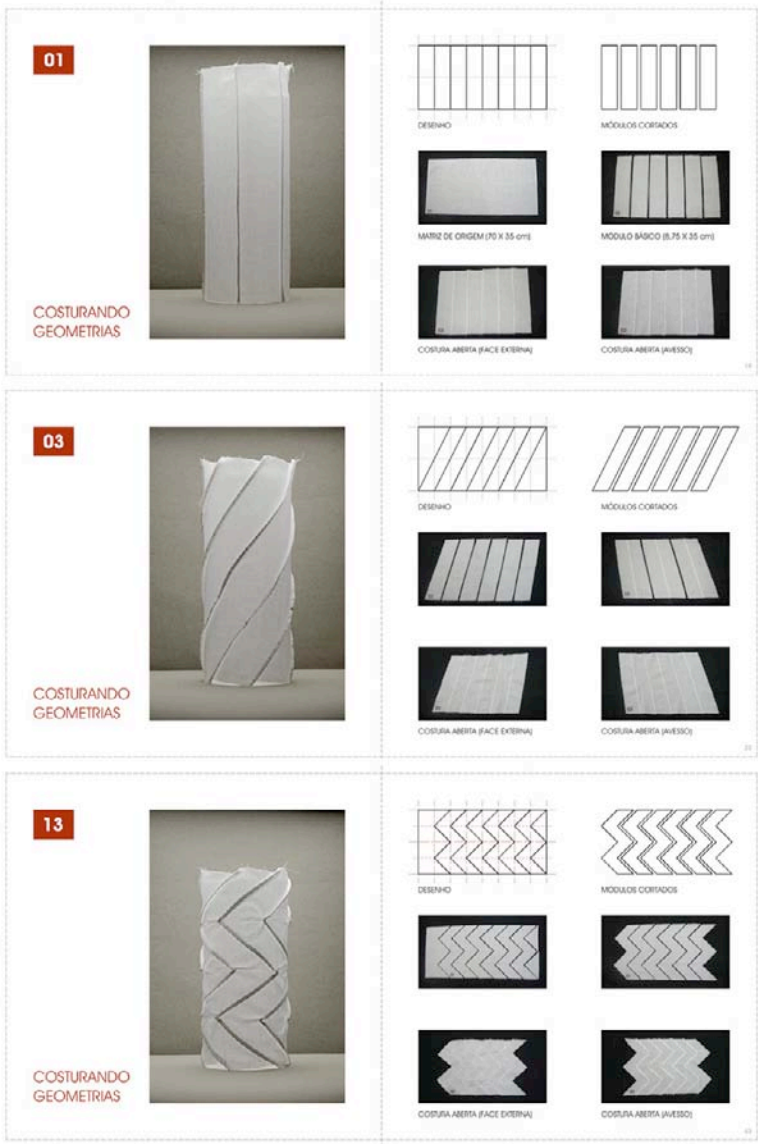 01
COSTURANDO
GEOMETRIAS
DESENHO
MÓDULOS CORTADOS
MATRIZ DE ORIGEM (70 X 35 cm)
MÓDULO BÁSICO (8,75 X 35 cm)
COSTURA ABERTA (FACE EXTERNA)
COSTURA ABERTA (AVESSO)
03
COSTURANDO
GEOMETRIAS
DESENHO
MÓDULOS CORTADOS
COSTURA ABERTA (FACE EXTERNA)
COSTURA ABERTA (AVESSO)
13
COSTURANDO
GEOMETRIAS
DESENHO
MÓDULOS CORTADOS
COSTURA ABERTA (FACE EXTERNA)
COSTURA ABERTA (AVESSO)